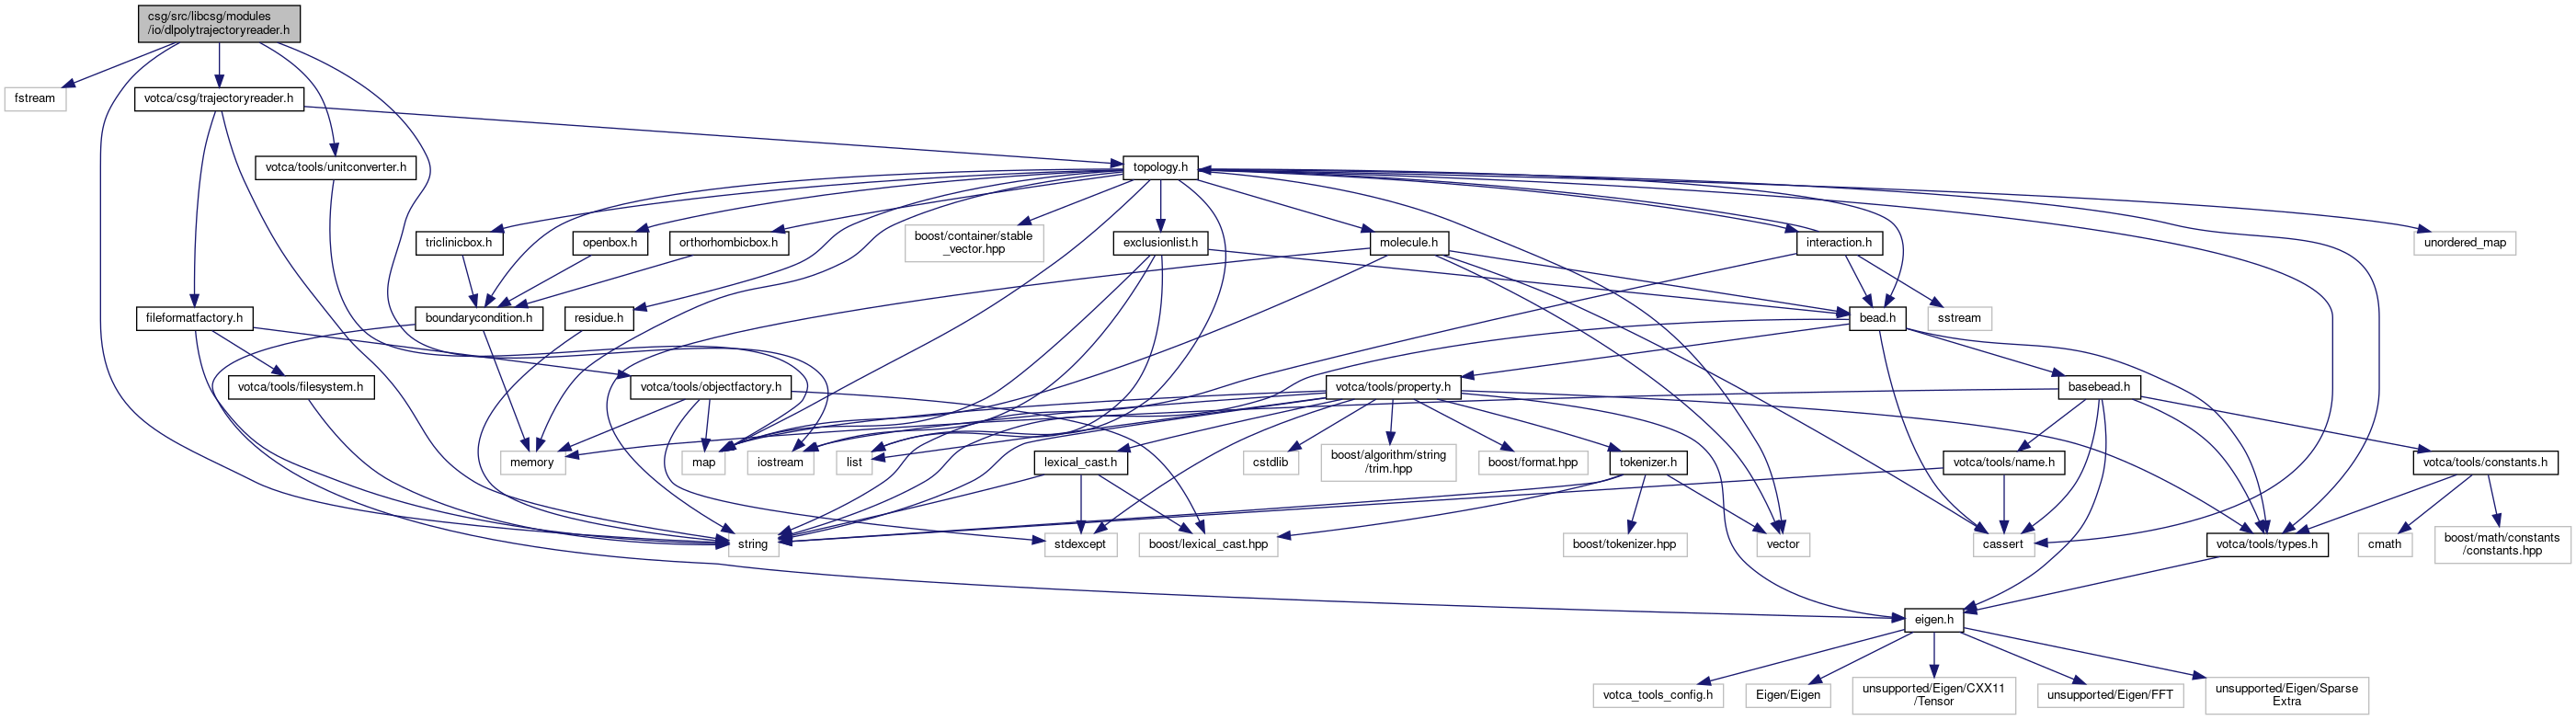 csg/src/libcsg/modules
/io/dlpolytrajectoryreader.h
fstream
votca/csg/trajectoryreader.h
votca/tools/unitconverter.h
topology.h
triclinicbox.h
openbox.h
orthorhombicbox.h
boost/container/stable
_vector.hpp
exclusionlist.h
molecule.h
interaction.h
unordered_map
fileformatfactory.h
boundarycondition.h
residue.h
bead.h
sstream
votca/tools/filesystem.h
votca/tools/objectfactory.h
votca/tools/property.h
basebead.h
memory
map
iostream
list
lexical_cast.h
cstdlib
boost/algorithm/string
/trim.hpp
boost/format.hpp
tokenizer.h
votca/tools/name.h
votca/tools/constants.h
string
stdexcept
boost/lexical_cast.hpp
boost/tokenizer.hpp
vector
cassert
votca/tools/types.h
cmath
boost/math/constants
/constants.hpp
eigen.h
votca_tools_config.h
Eigen/Eigen
unsupported/Eigen/CXX11
/Tensor
unsupported/Eigen/FFT
unsupported/Eigen/Sparse
Extra